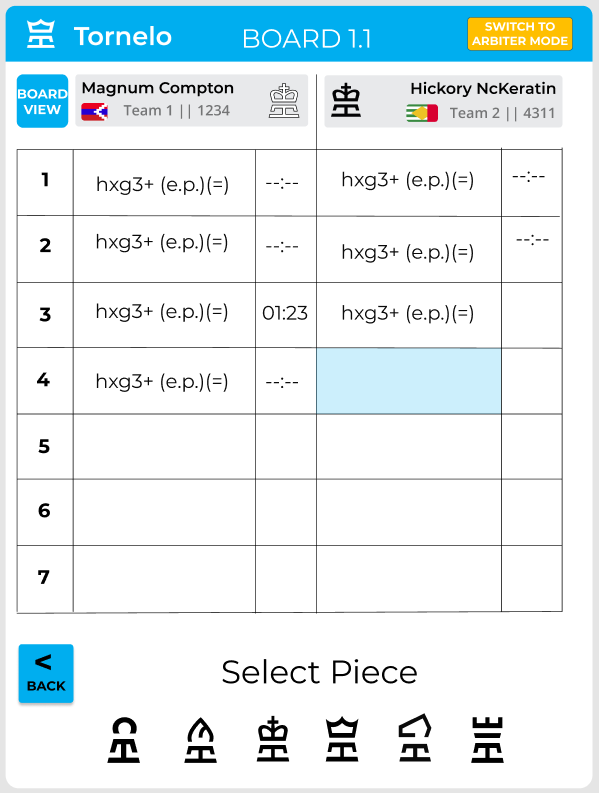 Tornelo
BOARD 1.1
SWITCH TO
ARBITER MODE
BOARD
VIEW
Magnum Compton
Team 1 || 1234
Hickory NcKeratin
Team 2 || 4311
1 hxg3+ (e.p.)(=) --:-- hxg3+ (e.p.)(=) --:--
2 hxg3+ (e.p.)(=) --:-- hxg3+ (e.p.)(=) --:--
3 hxg3+ (e.p.)(=) 01:23 hxg3+ (e.p.)(=)
4 hxg3+ (e.p.)(=) --:--
5
6
7
<
BACK
Select Piece